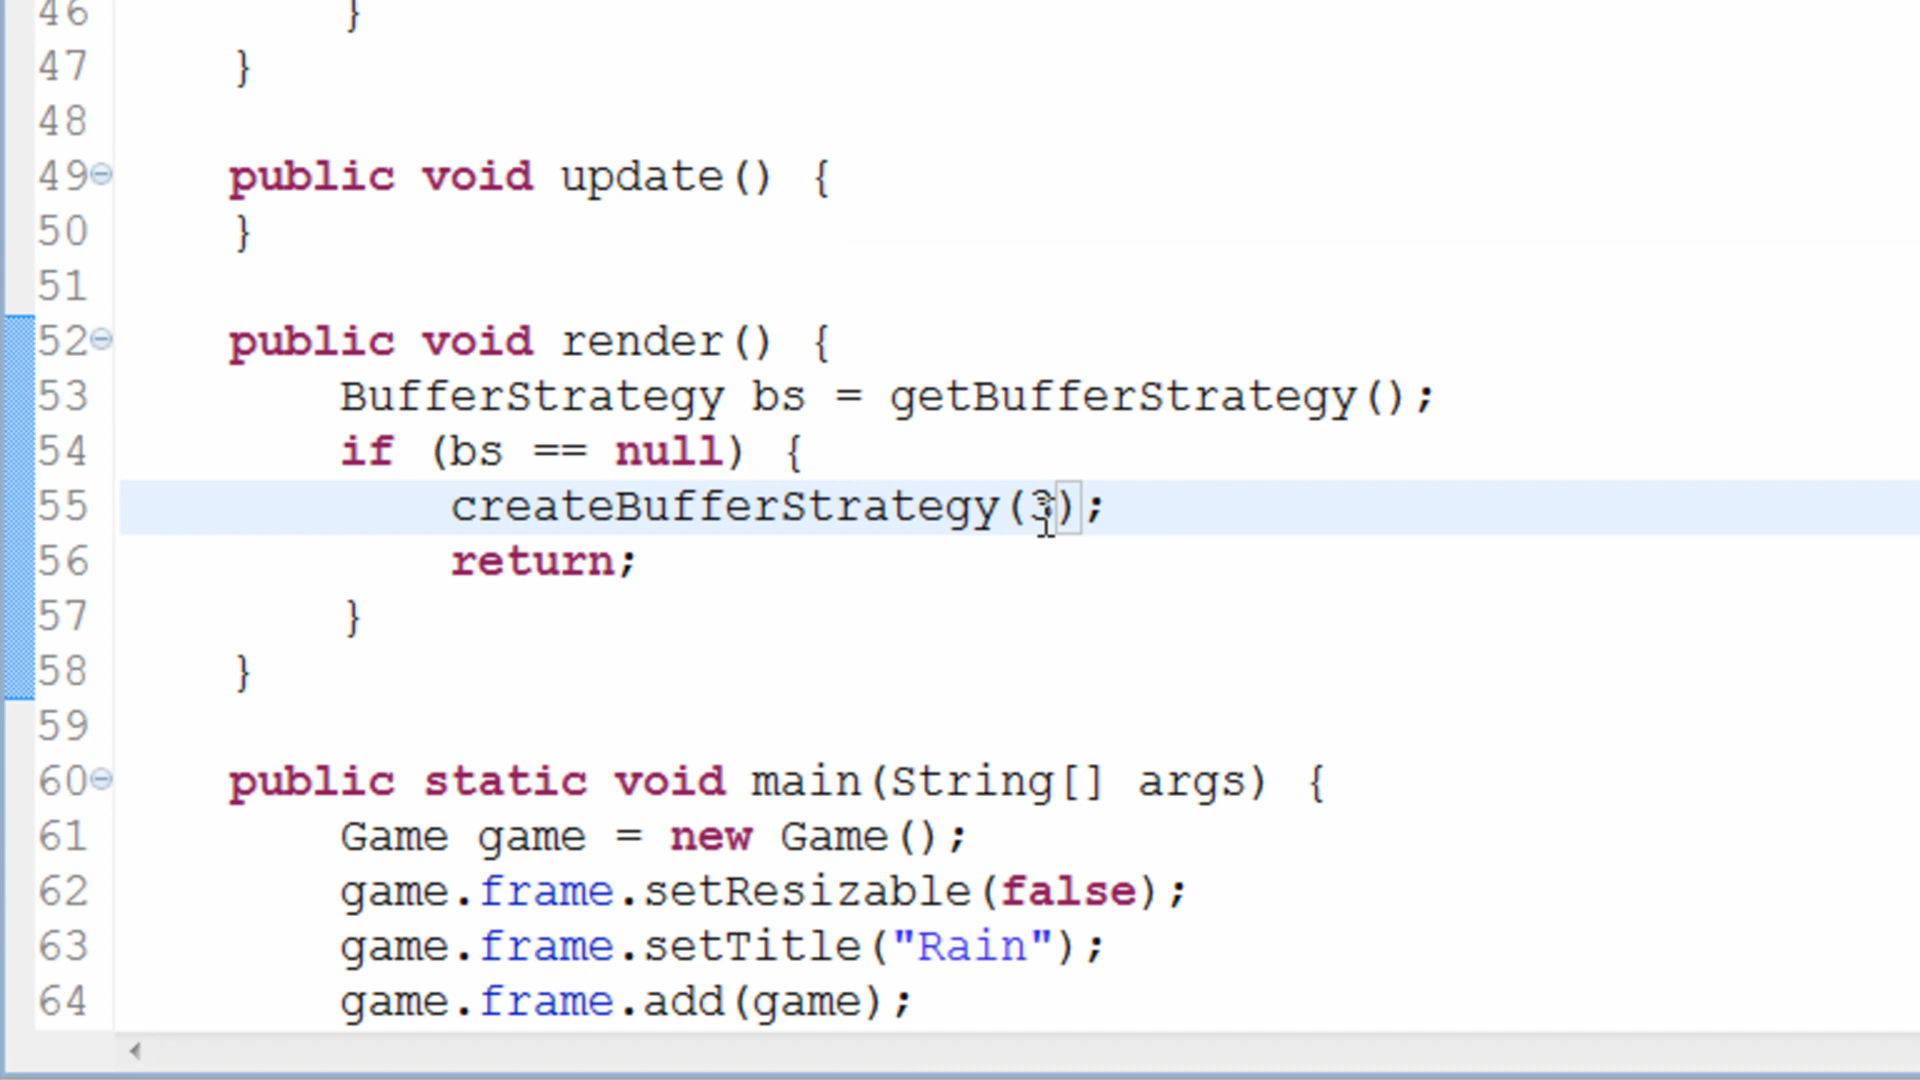 46 }
47 }
48
49 public void update() {
50 }
51
52 public void render() {
53 BufferStrategy bs = getBufferStrategy();
54 if (bs == null) {
55 createBufferStrategy(3);
56 return;
57 }
58 }
59
60 public static void main(String[] args) {
61 Game game = new Game();
62 game.frame.setResizable(false);
63 game.frame.setTitle("Rain");
64 game.frame.add(game);